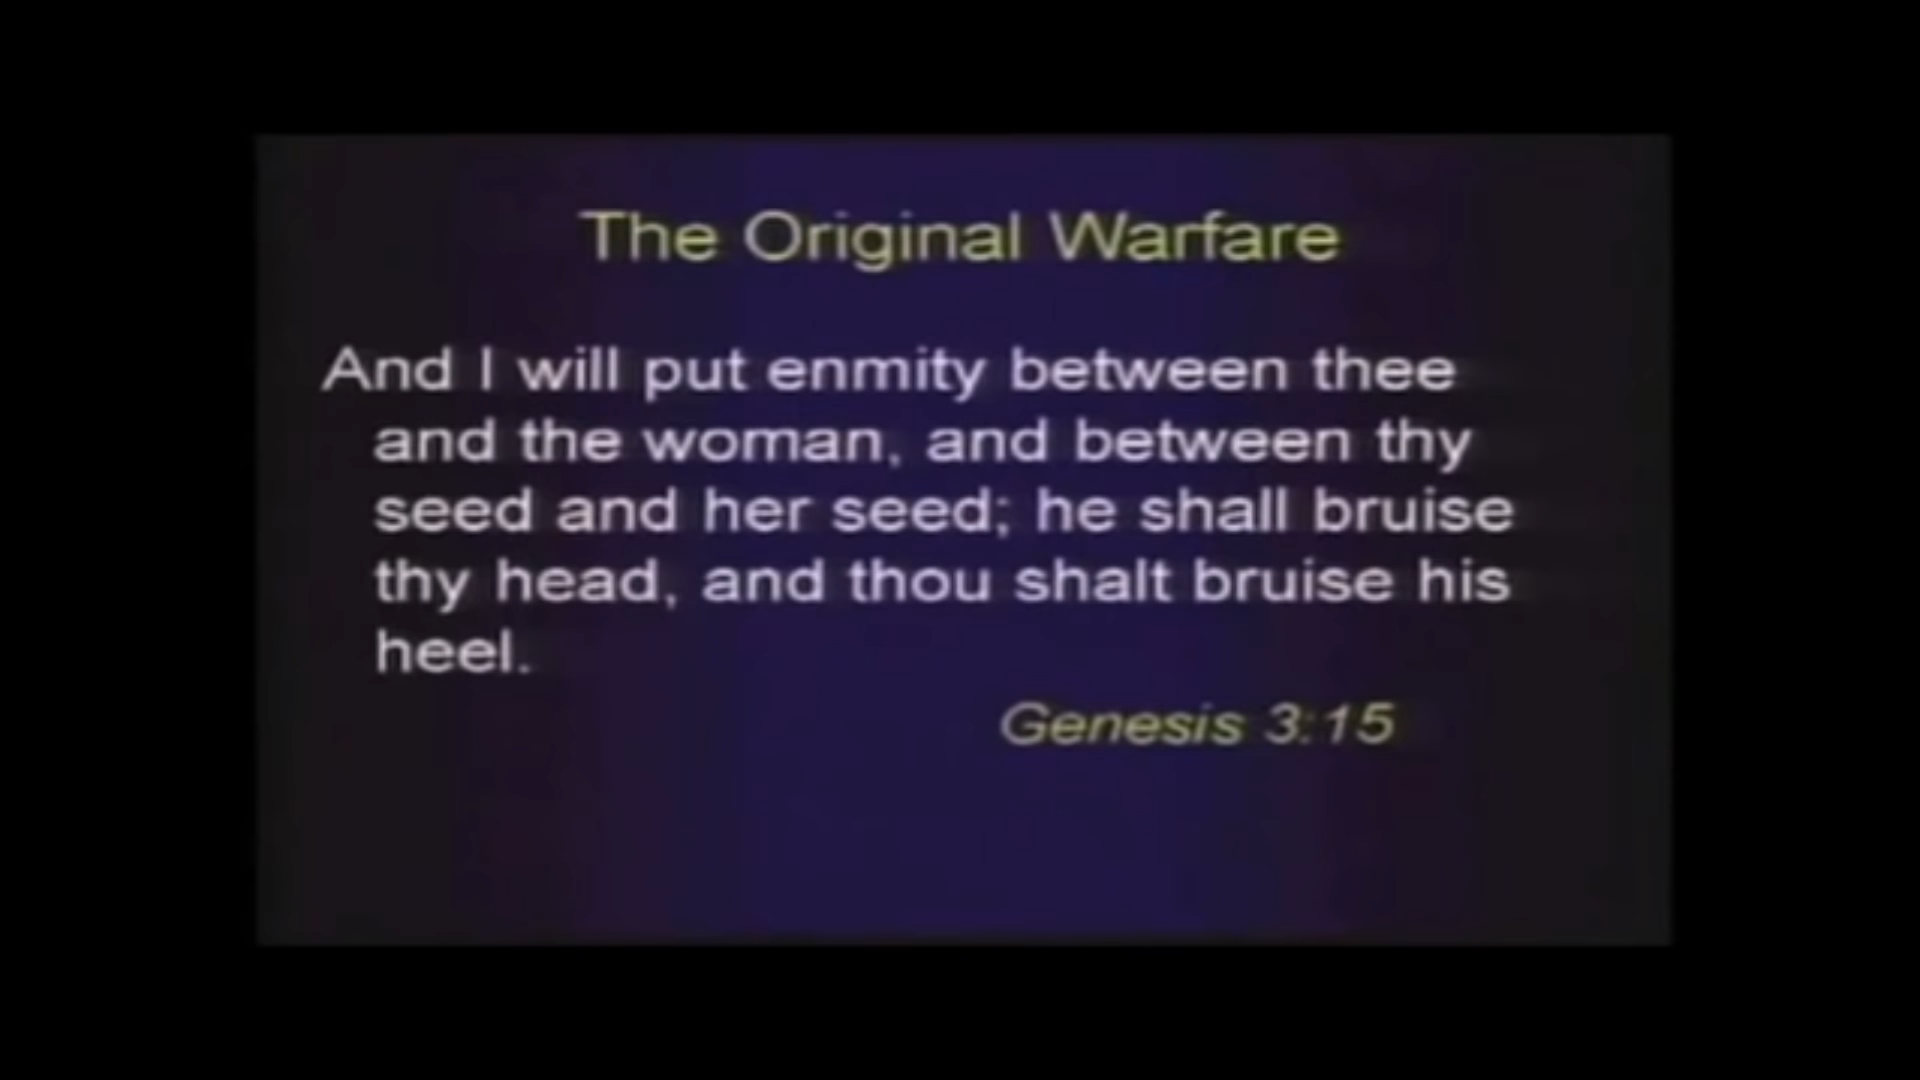 The Original Warfare
And I will put enmity between thee
and the woman, and between thy
seed and her seed; he shall bruise
thy head, and thou shalt bruise his
heel.
Genesis 3:15